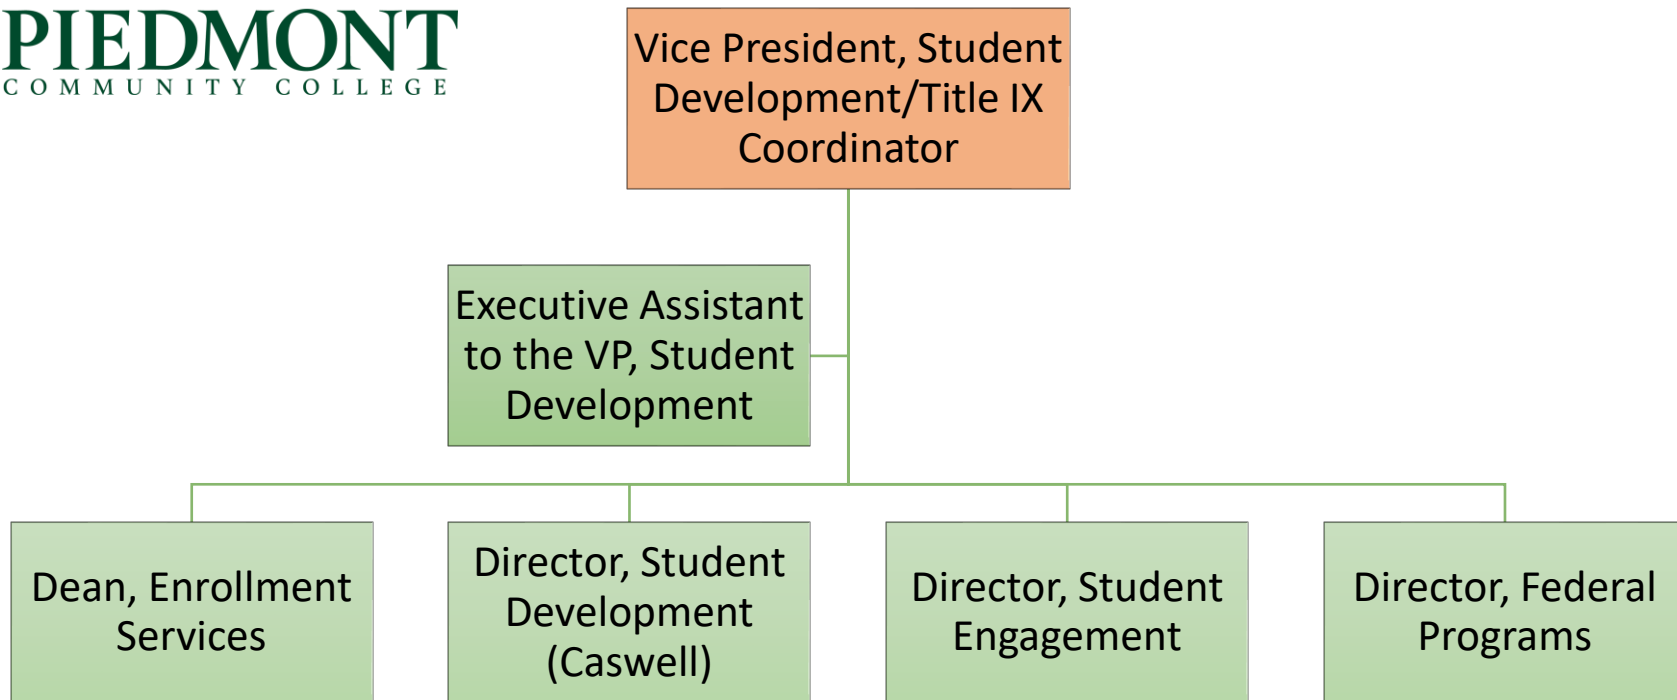 PIEDMONT
COMMUNITY COLLEGE
Vice President, Student
Development/Title IX
Coordinator
Executive Assistant
to the VP, Student
Development
Dean, Enrollment
Services
Director, Student
Development
(Caswell)
Director, Student
Engagement
Director, Federal
Programs